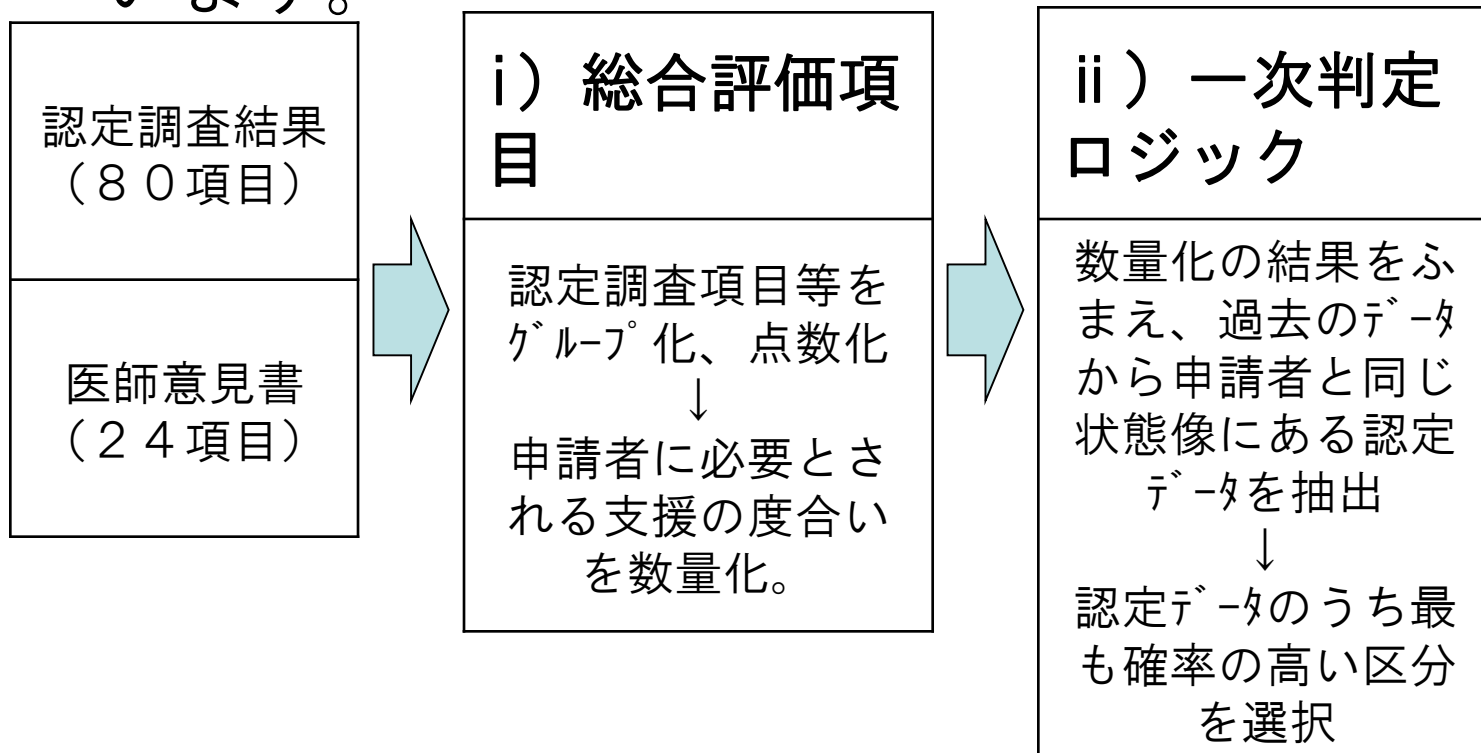 います。
認定調査結果
（８０項目）
医師意見書
（２４項目）
ⅰ）総合評価項
目
認定調査項目等を
ｸﾞﾙｰﾌﾟ化、点数化
↓
申請者に必要とさ
れる支援の度合い
を数量化。
ⅱ）一次判定
ロジック
数量化の結果をふ
まえ、過去のﾃﾞｰﾀ
から申請者と同じ
状態像にある認定
ﾃﾞｰﾀを抽出
↓
認定ﾃﾞｰﾀのうち最
も確率の高い区分
を選択